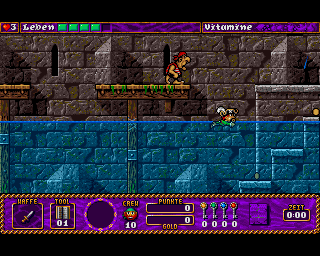 3 Leben Vitamine
WAFFE TOOL CREW PUNKTE ZEIT
0 0:00
01 10 0 0 0 0 0
GOLD